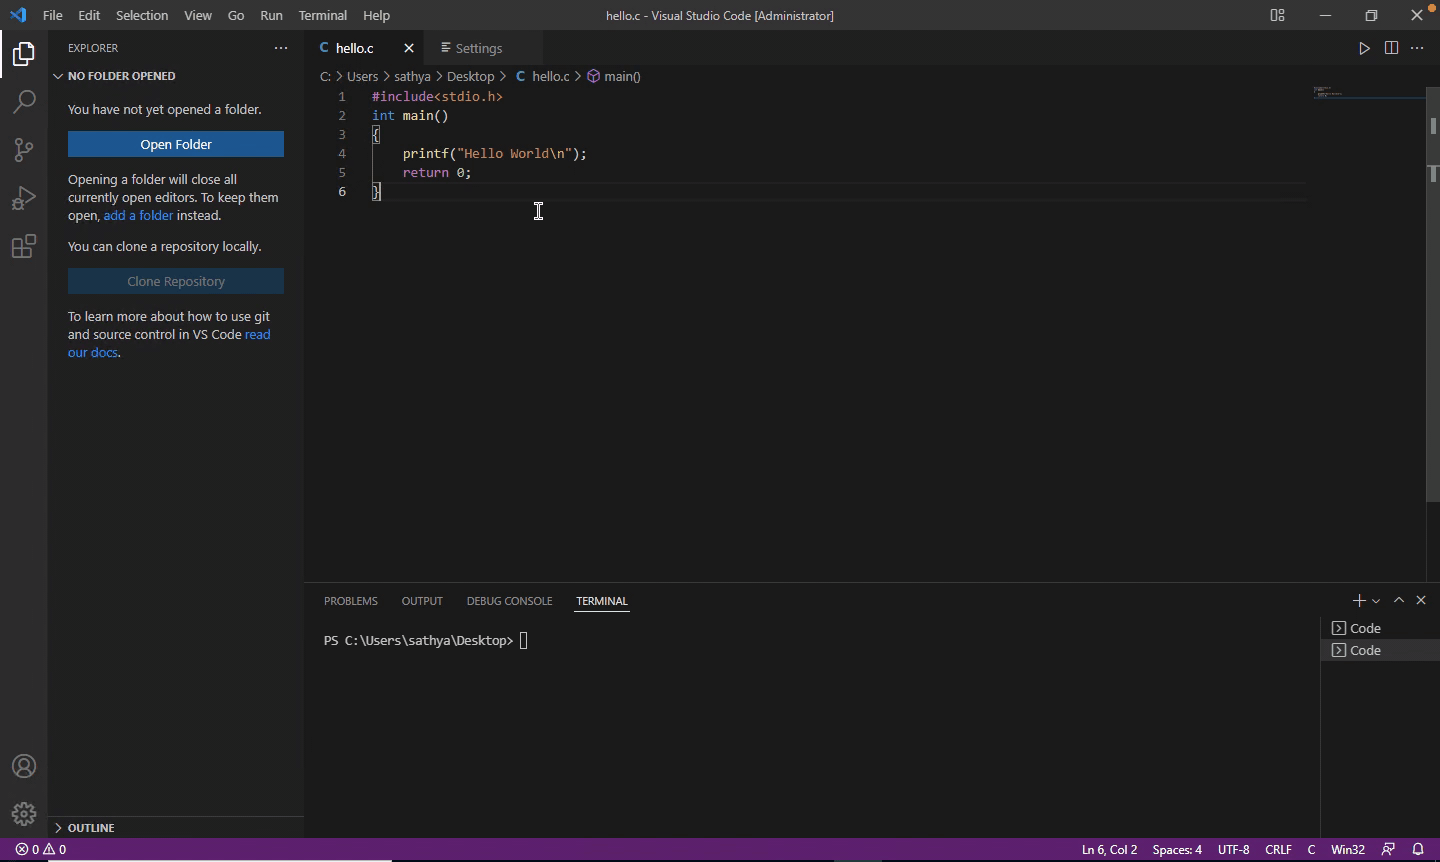 File Edit Selection View Go Run Terminal Help hello.c - Visual Studio Code [Administrator]
EXPLORER ···
NO FOLDER OPENED
You have not yet opened a folder.
Open Folder
Opening a folder will close all
currently open editors. To keep them
open, add a folder instead.
You can clone a repository locally.
Clone Repository
To learn more about how to use git
and source control in VS Code read
our docs.
OUTLINE
C hello.c Settings
C: > Users > sathya > Desktop > C hello.c > main()
1 #include<stdio.h>
2 int main()
3 {
4     printf("Hello World\n");
5     return 0;
6 }
PROBLEMS OUTPUT DEBUG CONSOLE TERMINAL
PS C:\Users\sathya\Desktop>
Code
Code
0 0 Ln 6, Col 2 Spaces: 4 UTF-8 CRLF C Win32